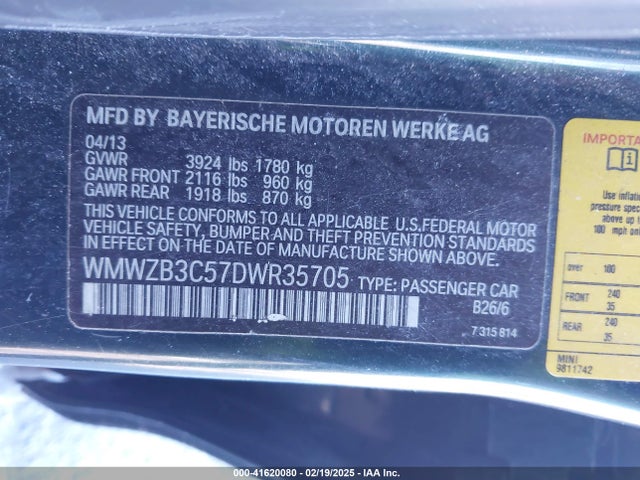 MFD BY BAYERISCHE MOTOREN WERKE AG
04/13
GVWR 3924 lbs 1780 kg
GAWR FRONT 2116 lbs 960 kg
GAWR REAR 1918 lbs 870 kg
THIS VEHICLE CONFORMS TO ALL APPLICABLE U.S.FEDERAL MOTOR
VEHICLE SAFETY, BUMPER AND THEFT PREVENTION STANDARDS
IN EFFECT ON THE DATE OF MANUFACTURE SHOWN ABOVE.
WMWZB3C57DWR35705 TYPE: PASSENGER CAR
B26/6
7 315 814
IMPORTA
i
Use inflation
pressure spec
above up
100 mph onl
over 100
FRONT 240
35
REAR 240
35
MINI
9811742
00-41620080 - 02/19/2025 - IAA Inc.